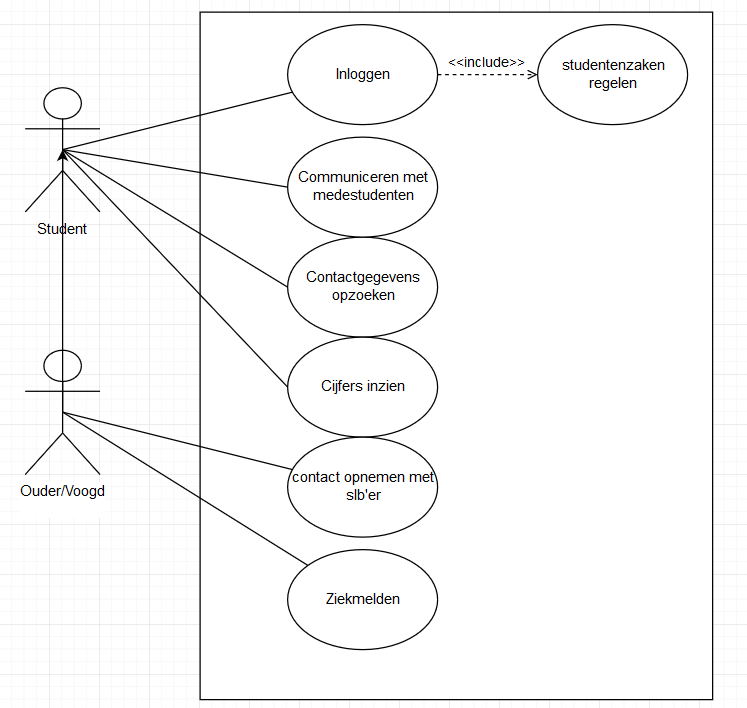 Inloggen
<<include>>
studentenzaken
regelen
Communiceren met
medestudenten
Student
Contactgegevens
opzoeken
Cijfers inzien
contact opnemen met
slb'er
Ouder/Voogd
Ziekmelden